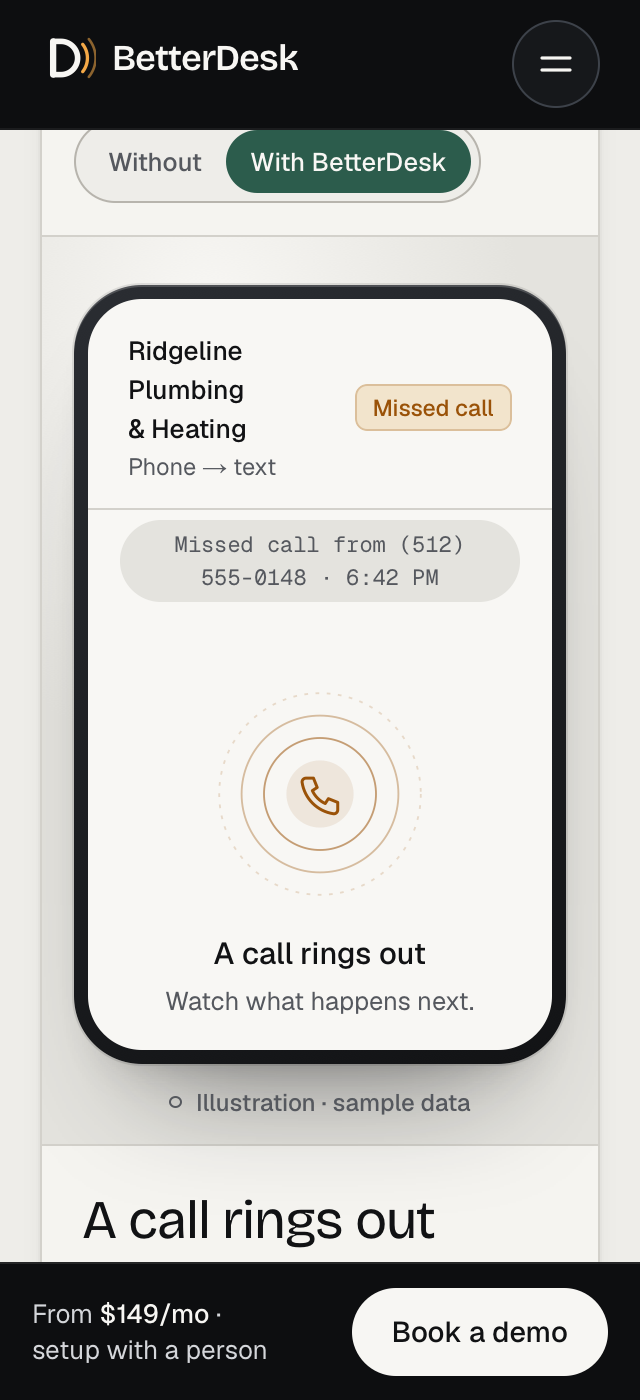 BetterDesk
Without
With BetterDesk
Ridgeline
Plumbing
& Heating
Phone → text
Missed call
Missed call from (512)
555-0148 · 6:42 PM
A call rings out
Watch what happens next.
Illustration · sample data
A call rings out
From $149/mo ·
setup with a person
Book a demo